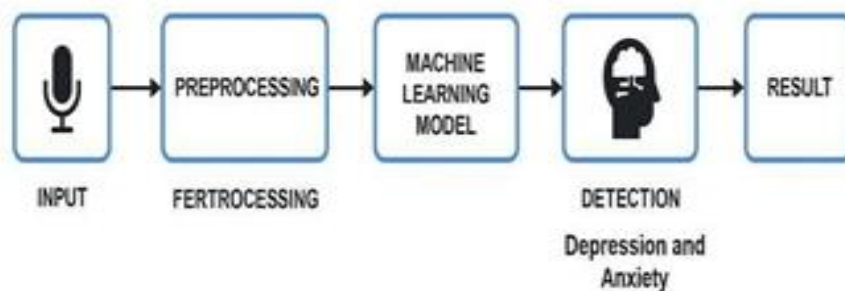 PREPROCESSING
MACHINE
LEARNING
MODEL
RESULT
INPUT
FERTROCESSING
DETECTION
Depression and
Anxiety